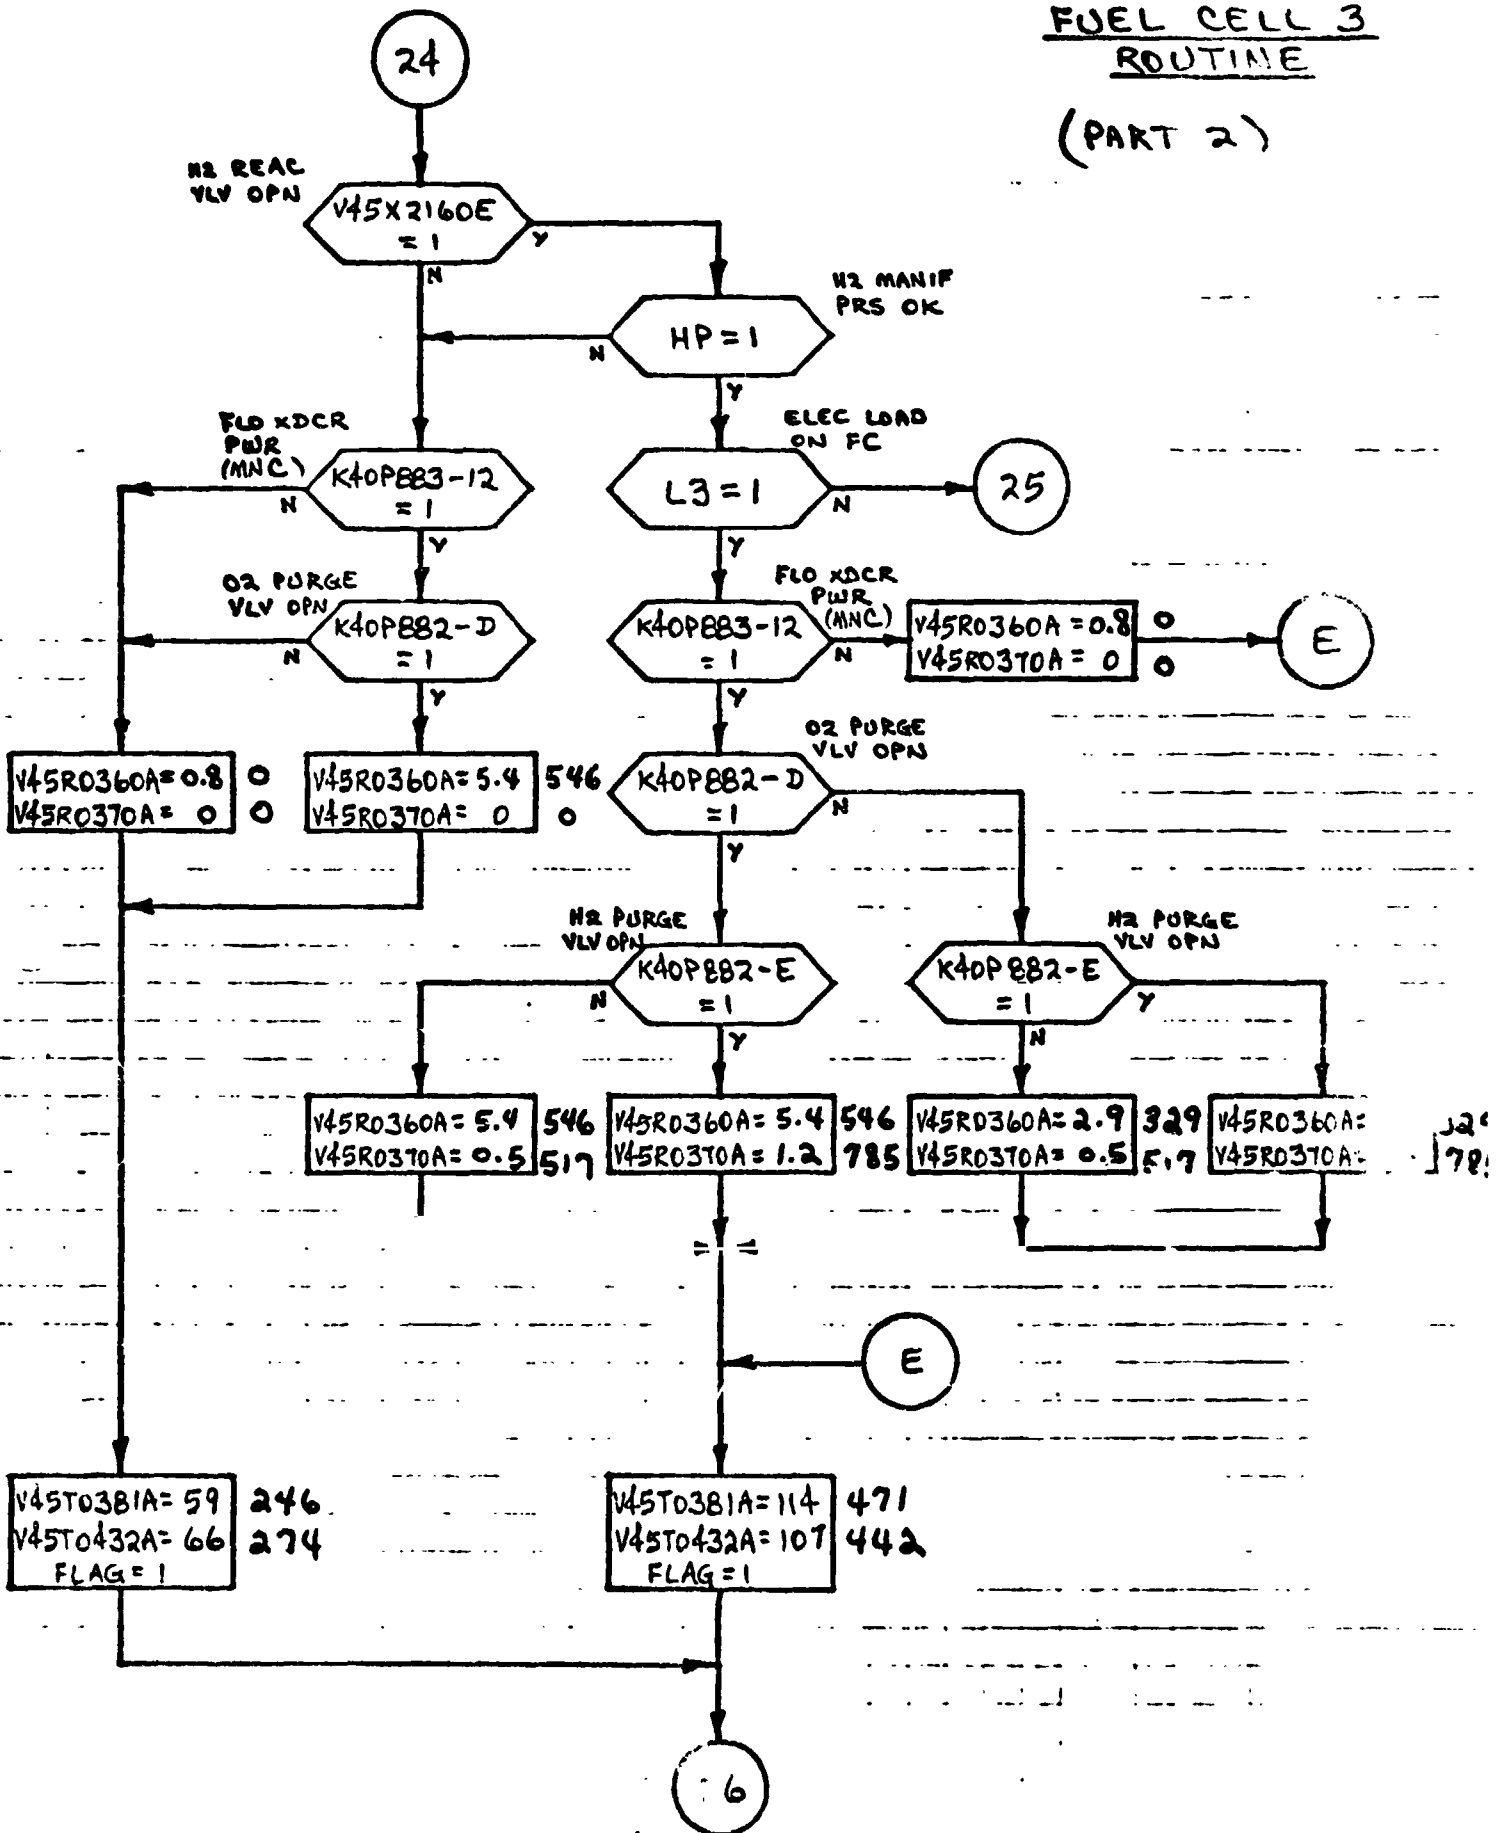 FUEL CELL 3
ROUTINE
(PART 2)
24
H2 REAC
VLV OPN
V45X2160E
= 1
Y
N
H2 MANIF
PRS OK
HP = 1
N
Y
FLO XDCR
PWR
(MNC)
K40P883-12
= 1
N
Y
ELEC LOAD
ON FC
L3 = 1
N
Y
25
O2 PURGE
VLV OPN
K40P882-D
= 1
N
Y
FLO XDCR
PWR
(MNC)
K40P883-12
= 1
N
Y
V45R0360A = 0.8 0
V45R0370A = 0 0
E
V45R0360A = 0.8 0
V45R0370A = 0 0
V45R0360A = 5.4 546
V45R0370A = 0 0
O2 PURGE
VLV OPN
K40P882-D
= 1
N
Y
H2 PURGE
VLV OPN
K40P882-E
= 1
N
Y
H2 PURGE
VLV OPN
K40P882-E
= 1
Y
N
V45R0360A = 5.4 546
V45R0370A = 0.5 517
V45R0360A = 5.4 546
V45R0370A = 1.2 785
V45R0360A = 2.9 329
V45R0370A = 0.5
V45R0360A =
V45R0370A =
E
V45T0381A = 59 246
V45T0432A = 66 274
FLAG = 1
V45T0381A = 114 471
V45T0432A = 107 442
FLAG = 1
6